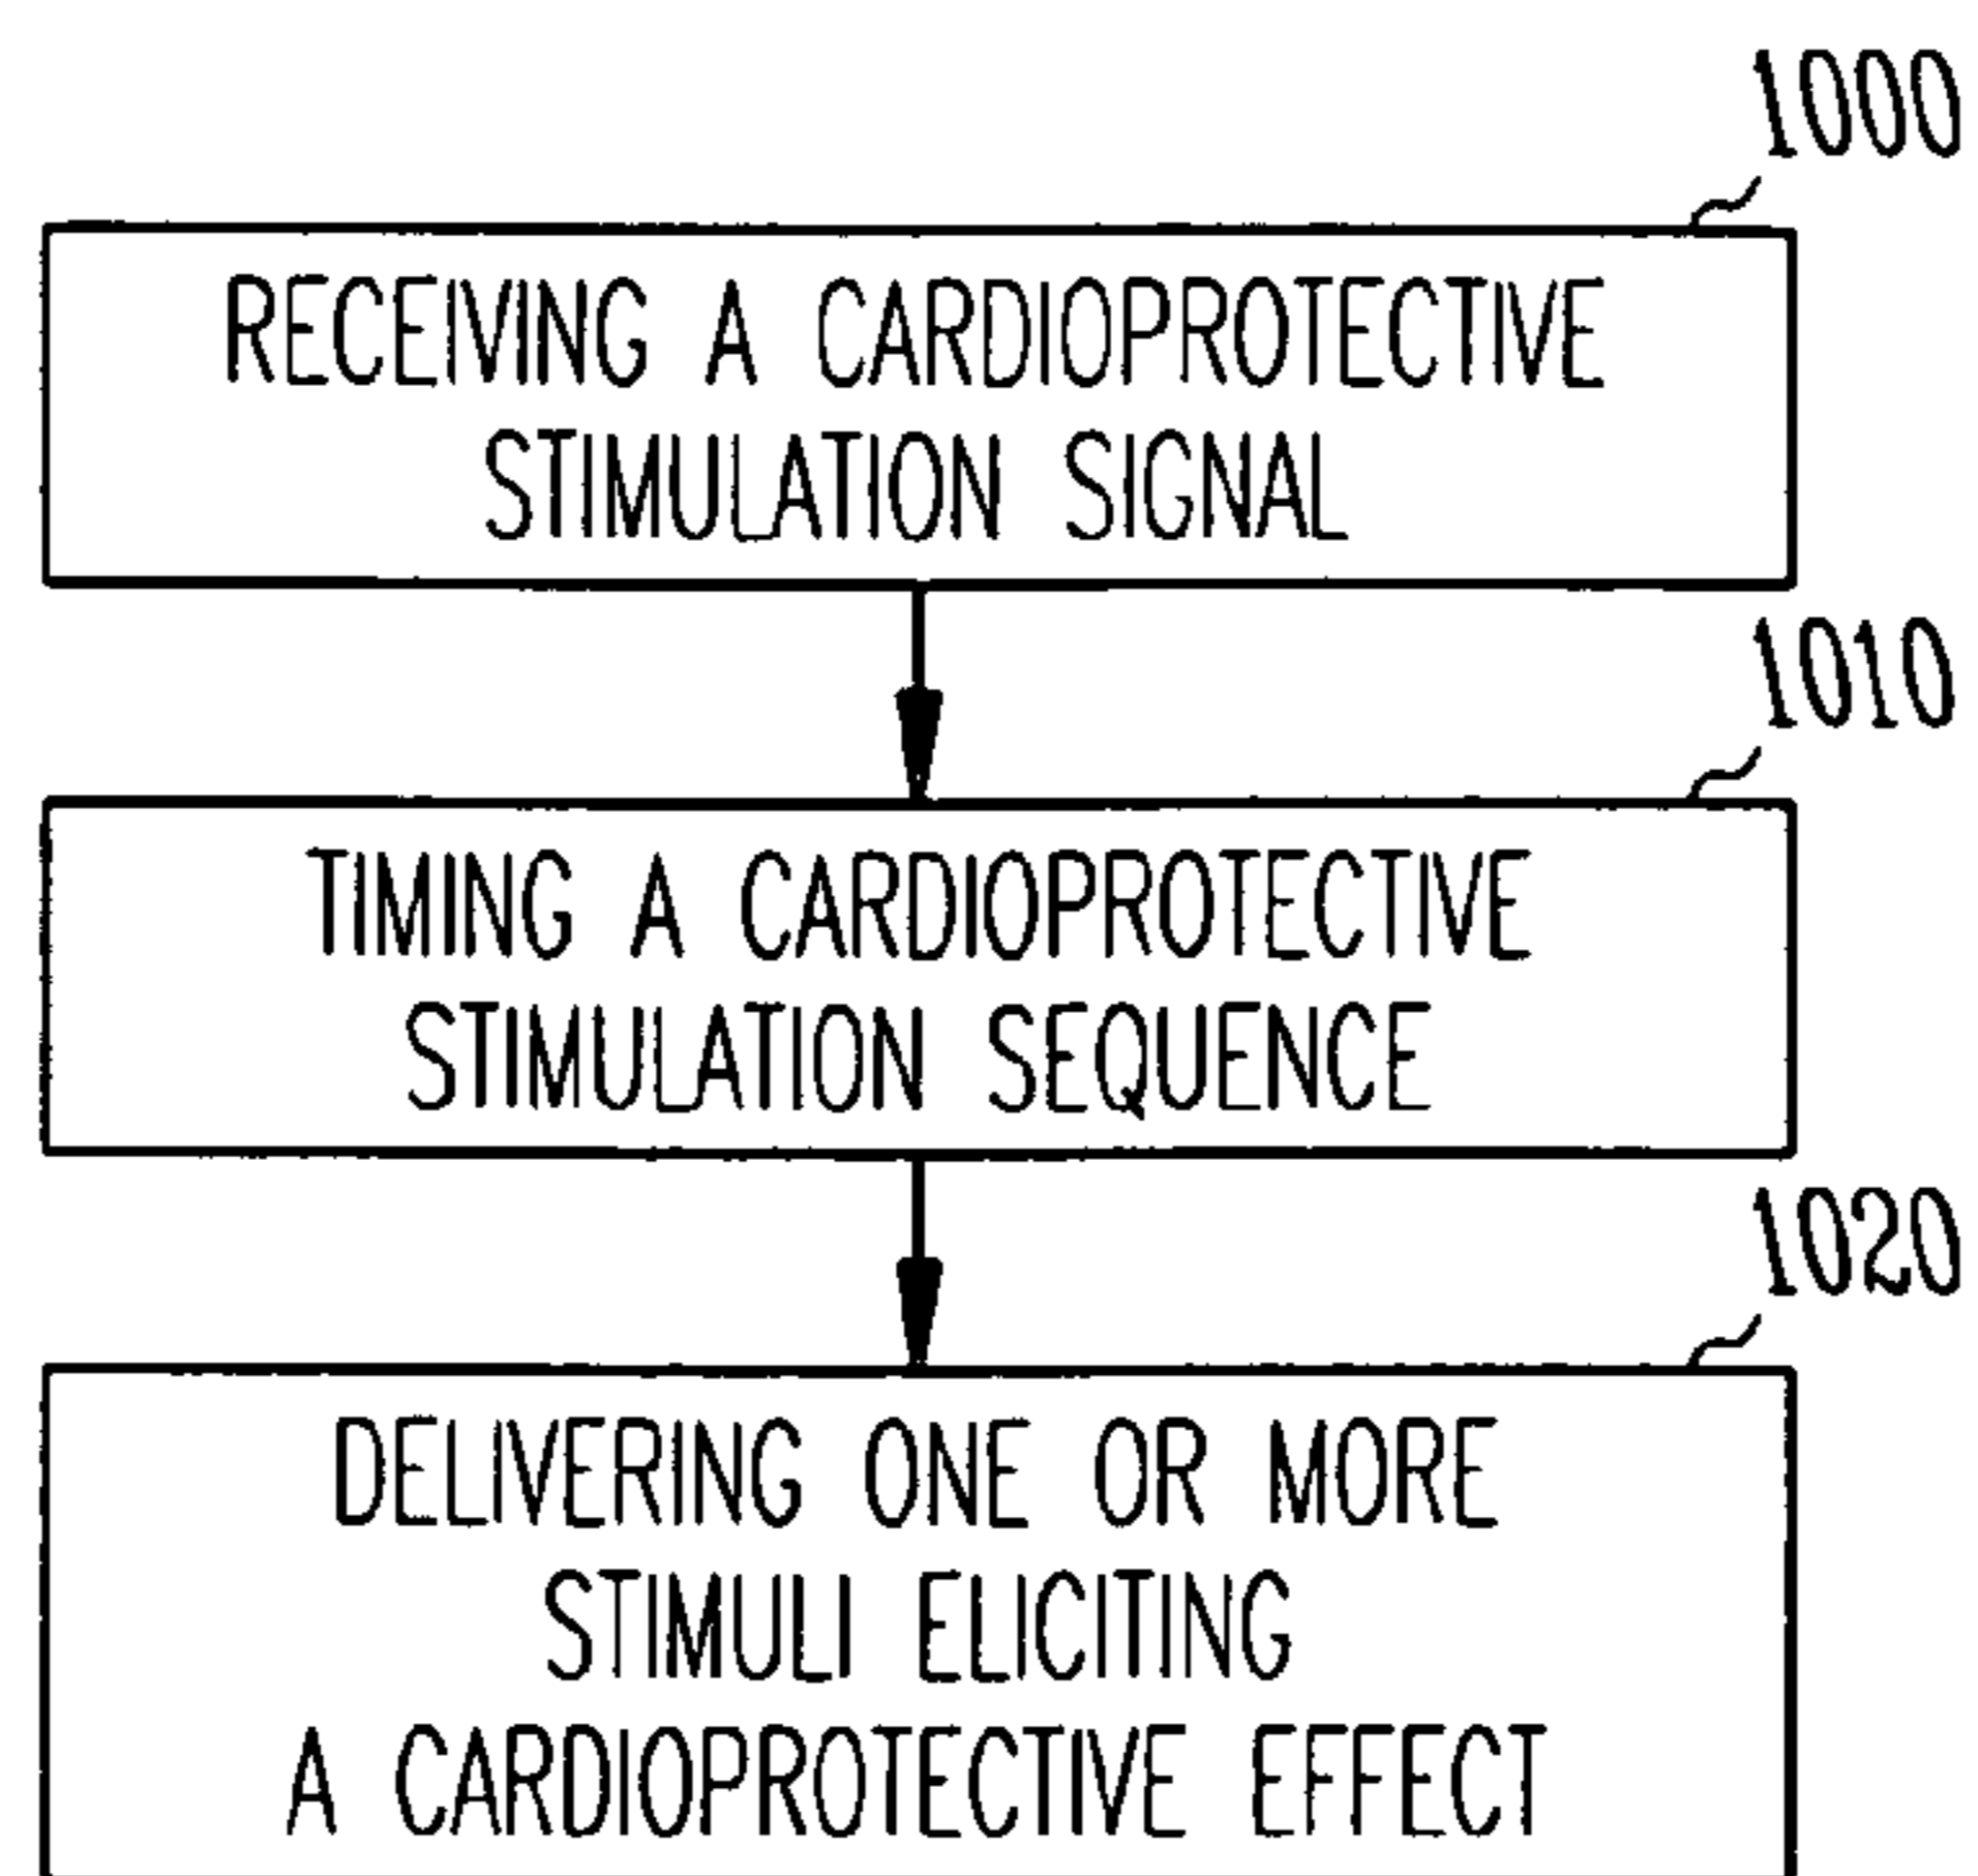 1000
RECEIVING A CARDIOPROTECTIVE
STIMULATION SIGNAL
1010
TIMING A CARDIOPROTECTIVE
STIMULATION SEQUENCE
1020
DELIVERING ONE OR MORE
STIMULI ELICITING
A CARDIOPROTECTIVE EFFECT